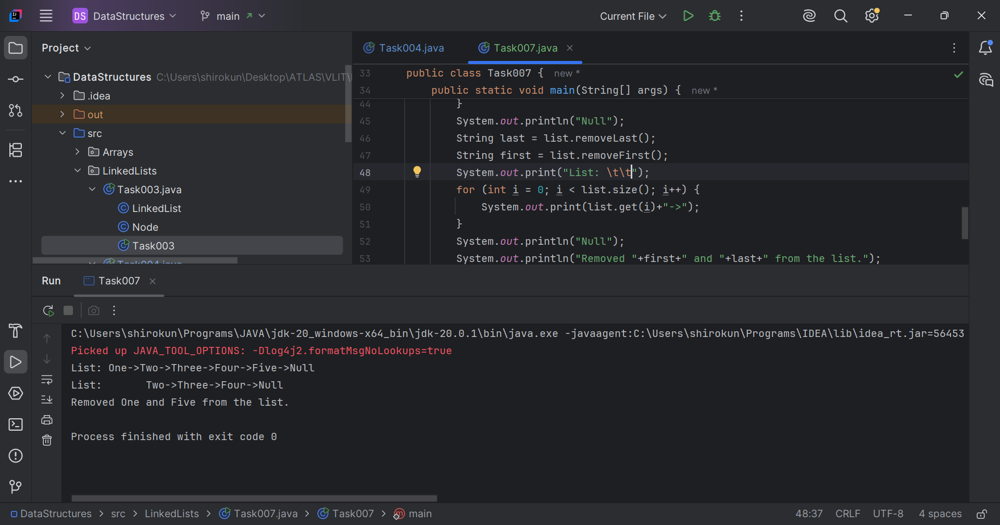 DS DataStructures main Current File
Project
Task004.java Task007.java
DataStructures C:\Users\shirokun\Desktop\ATLAS\VLIT\
.idea
out
src
Arrays
LinkedLists
Task003.java
LinkedList
Node
Task003
Task004.java
33 public class Task007 { new *
34 public static void main(String[] args) { new *
44 }
45 System.out.println("Null");
46 String last = list.removeLast();
47 String first = list.removeFirst();
48 System.out.print("List: \t\t");
49 for (int i = 0; i < list.size(); i++) {
50 System.out.print(list.get(i)+"->");
51 }
52 System.out.println("Null");
53 System.out.println("Removed "+first+" and "+last+" from the list.");
Run Task007
C:\Users\shirokun\Programs\JAVA\jdk-20_windows-x64_bin\jdk-20.0.1\bin\java.exe -javaagent:C:\Users\shirokun\Programs\IDEA\lib\idea_rt.jar=56453
Picked up JAVA_TOOL_OPTIONS: -Dlog4j2.formatMsgNoLookups=true
List: One->Two->Three->Four->Five->Null
List: Two->Three->Four->Null
Removed One and Five from the list.
Process finished with exit code 0
DataStructures > src > LinkedLists > Task007.java > Task007 > main 48:37 CRLF UTF-8 4 spaces